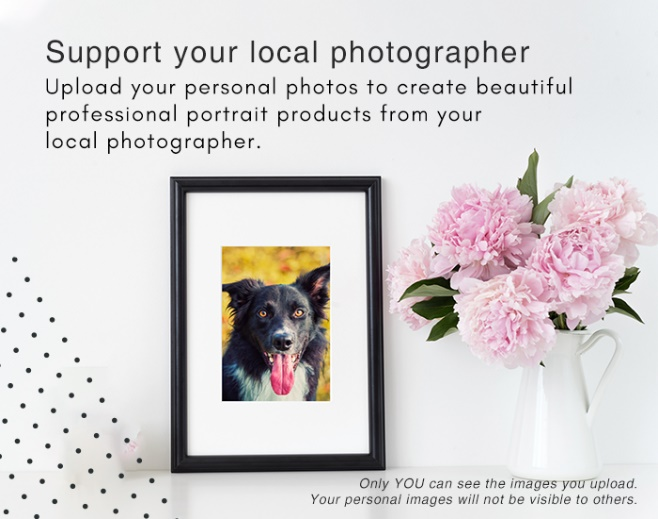 Support your local photographer
Upload your personal photos to create beautiful
professional portrait products from your
local photographer.
Only YOU can see the images you upload.
Your personal images will not be visible to others.